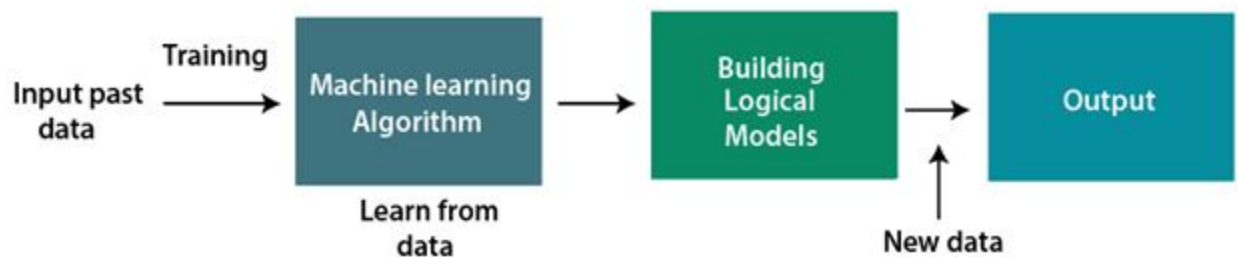 Training
Input past
data
Machine learning
Algorithm
Learn from
data
Building
Logical
Models
New data
Output